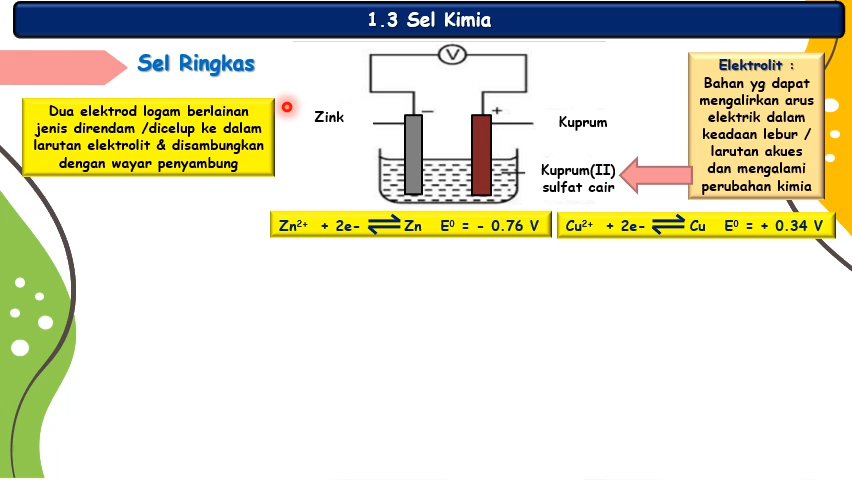 1.3 Sel Kimia
Sel Ringkas
Dua elektrod logam berlainan
jenis direndam /dicelup ke dalam
larutan elektrolit & disambungkan
dengan wayar penyambung
V
Zink
−
+
Kuprum
Kuprum(II)
sulfat cair
Elektrolit :
Bahan yg dapat
mengalirkan arus
elektrik dalam
keadaan lebur /
larutan akues
dan mengalami
perubahan kimia
Zn²⁺ + 2e- ⇌ Zn E⁰ = - 0.76 V
Cu²⁺ + 2e- ⇌ Cu E⁰ = + 0.34 V